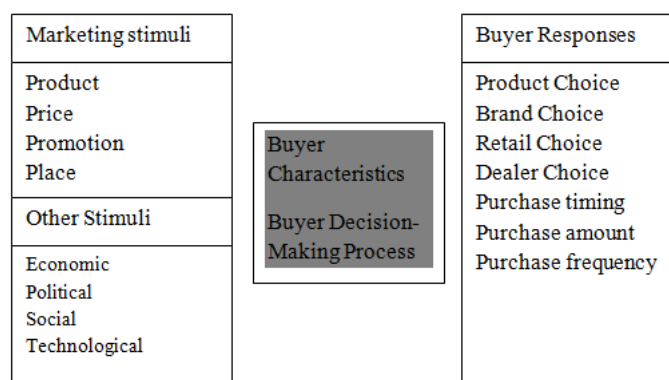 Marketing stimuli
Product
Price
Promotion
Place
Other Stimuli
Economic
Political
Social
Technological
Buyer
Characteristics
Buyer Decision-
Making Process
Buyer Responses
Product Choice
Brand Choice
Retail Choice
Dealer Choice
Purchase timing
Purchase amount
Purchase frequency